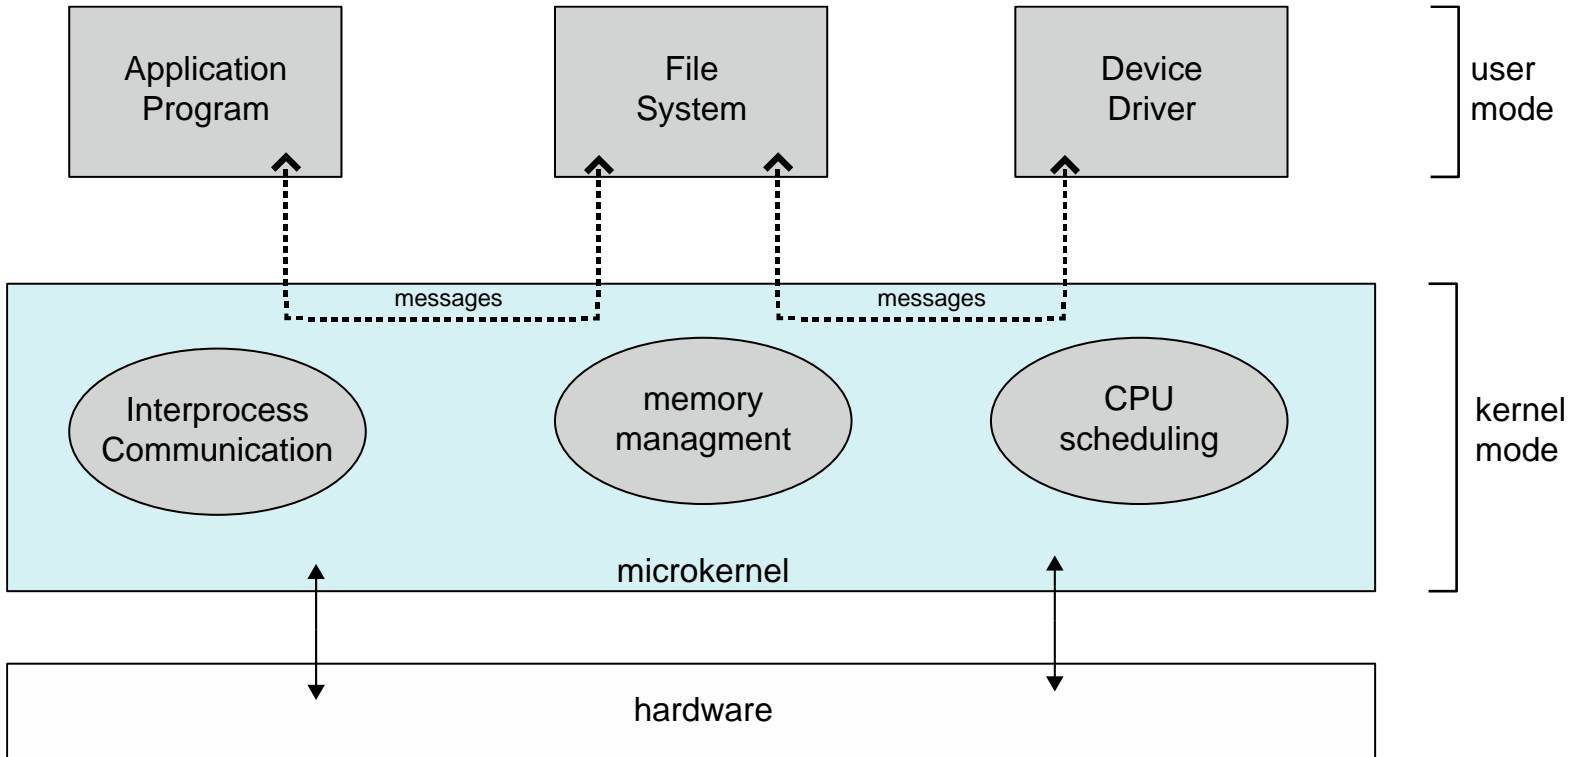 Application
Program
File
System
Device
Driver
user
mode
messages
messages
Interprocess
Communication
memory
managment
CPU
scheduling
kernel
mode
microkernel
hardware